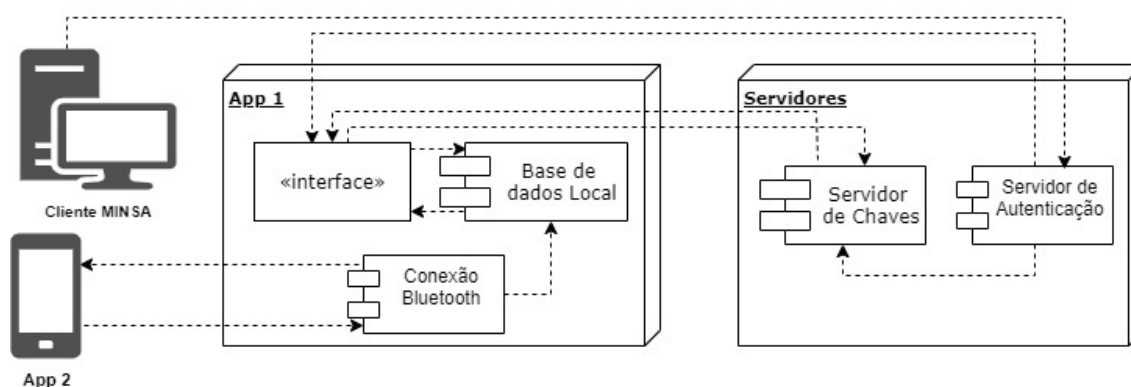 App 1
Servidores
«interface»
Base de
dados Local
Servidor
de Chaves
Servidor de
Autenticação
Cliente MINSA
Conexão
Bluetooth
App 2